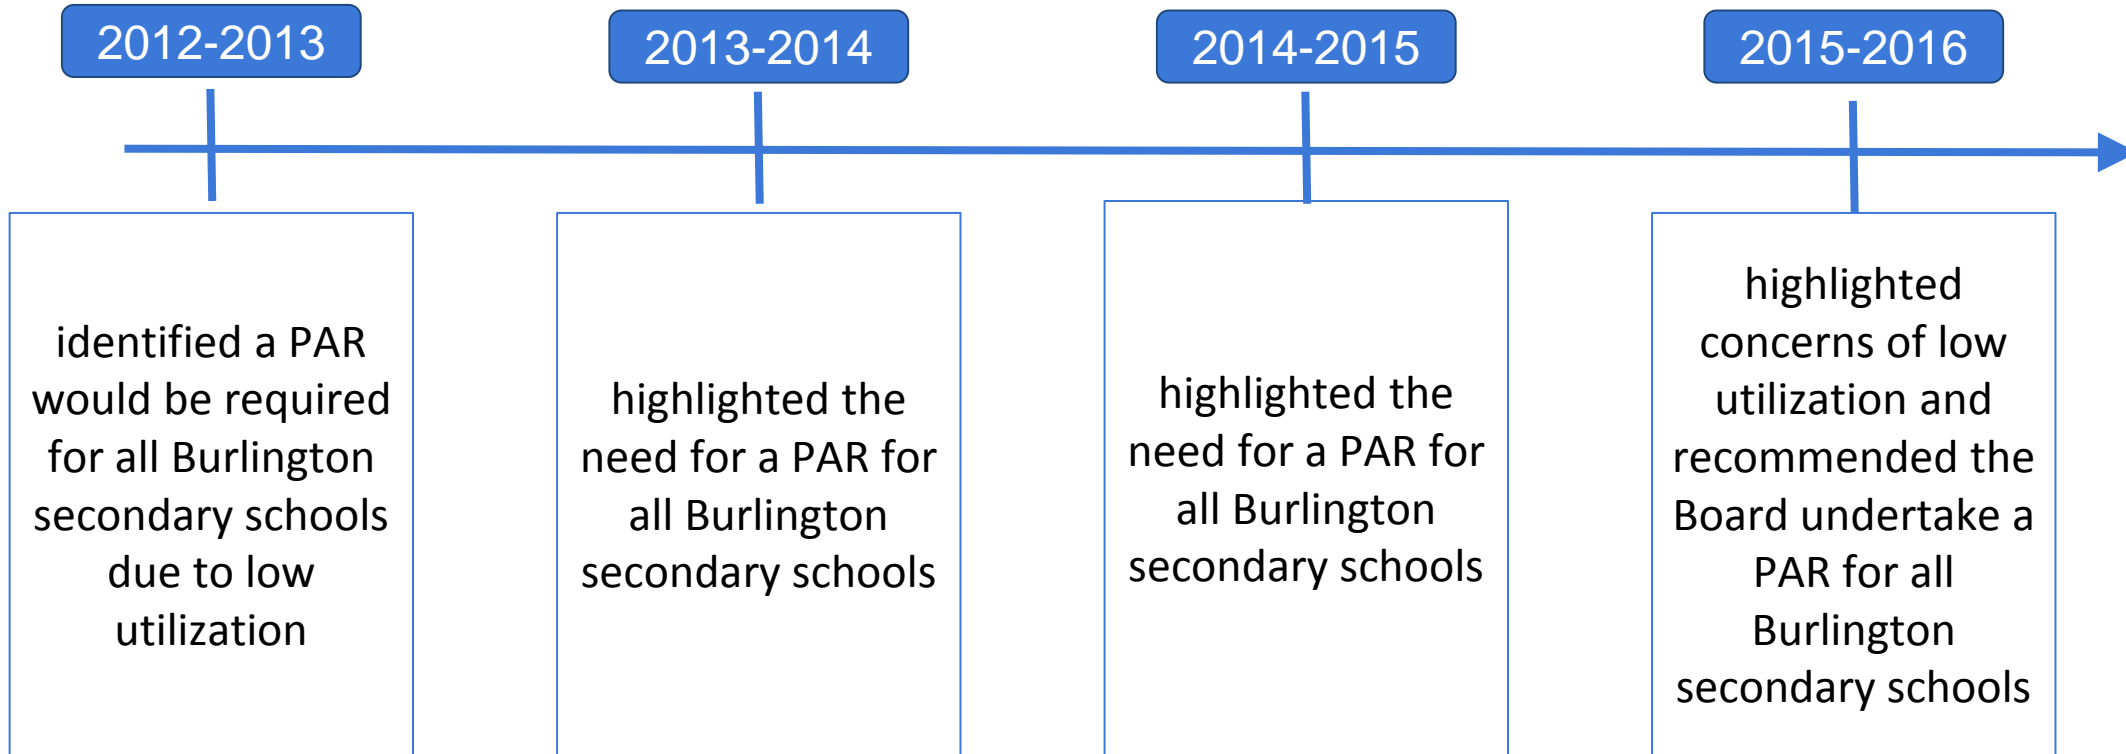 2012-2013
2013-2014
2014-2015
2015-2016
identified a PAR
would be required
for all Burlington
secondary schools
due to low
utilization
highlighted the
need for a PAR for
all Burlington
secondary schools
highlighted the
need for a PAR for
all Burlington
secondary schools
highlighted
concerns of low
utilization and
recommended the
Board undertake a
PAR for all
Burlington
secondary schools